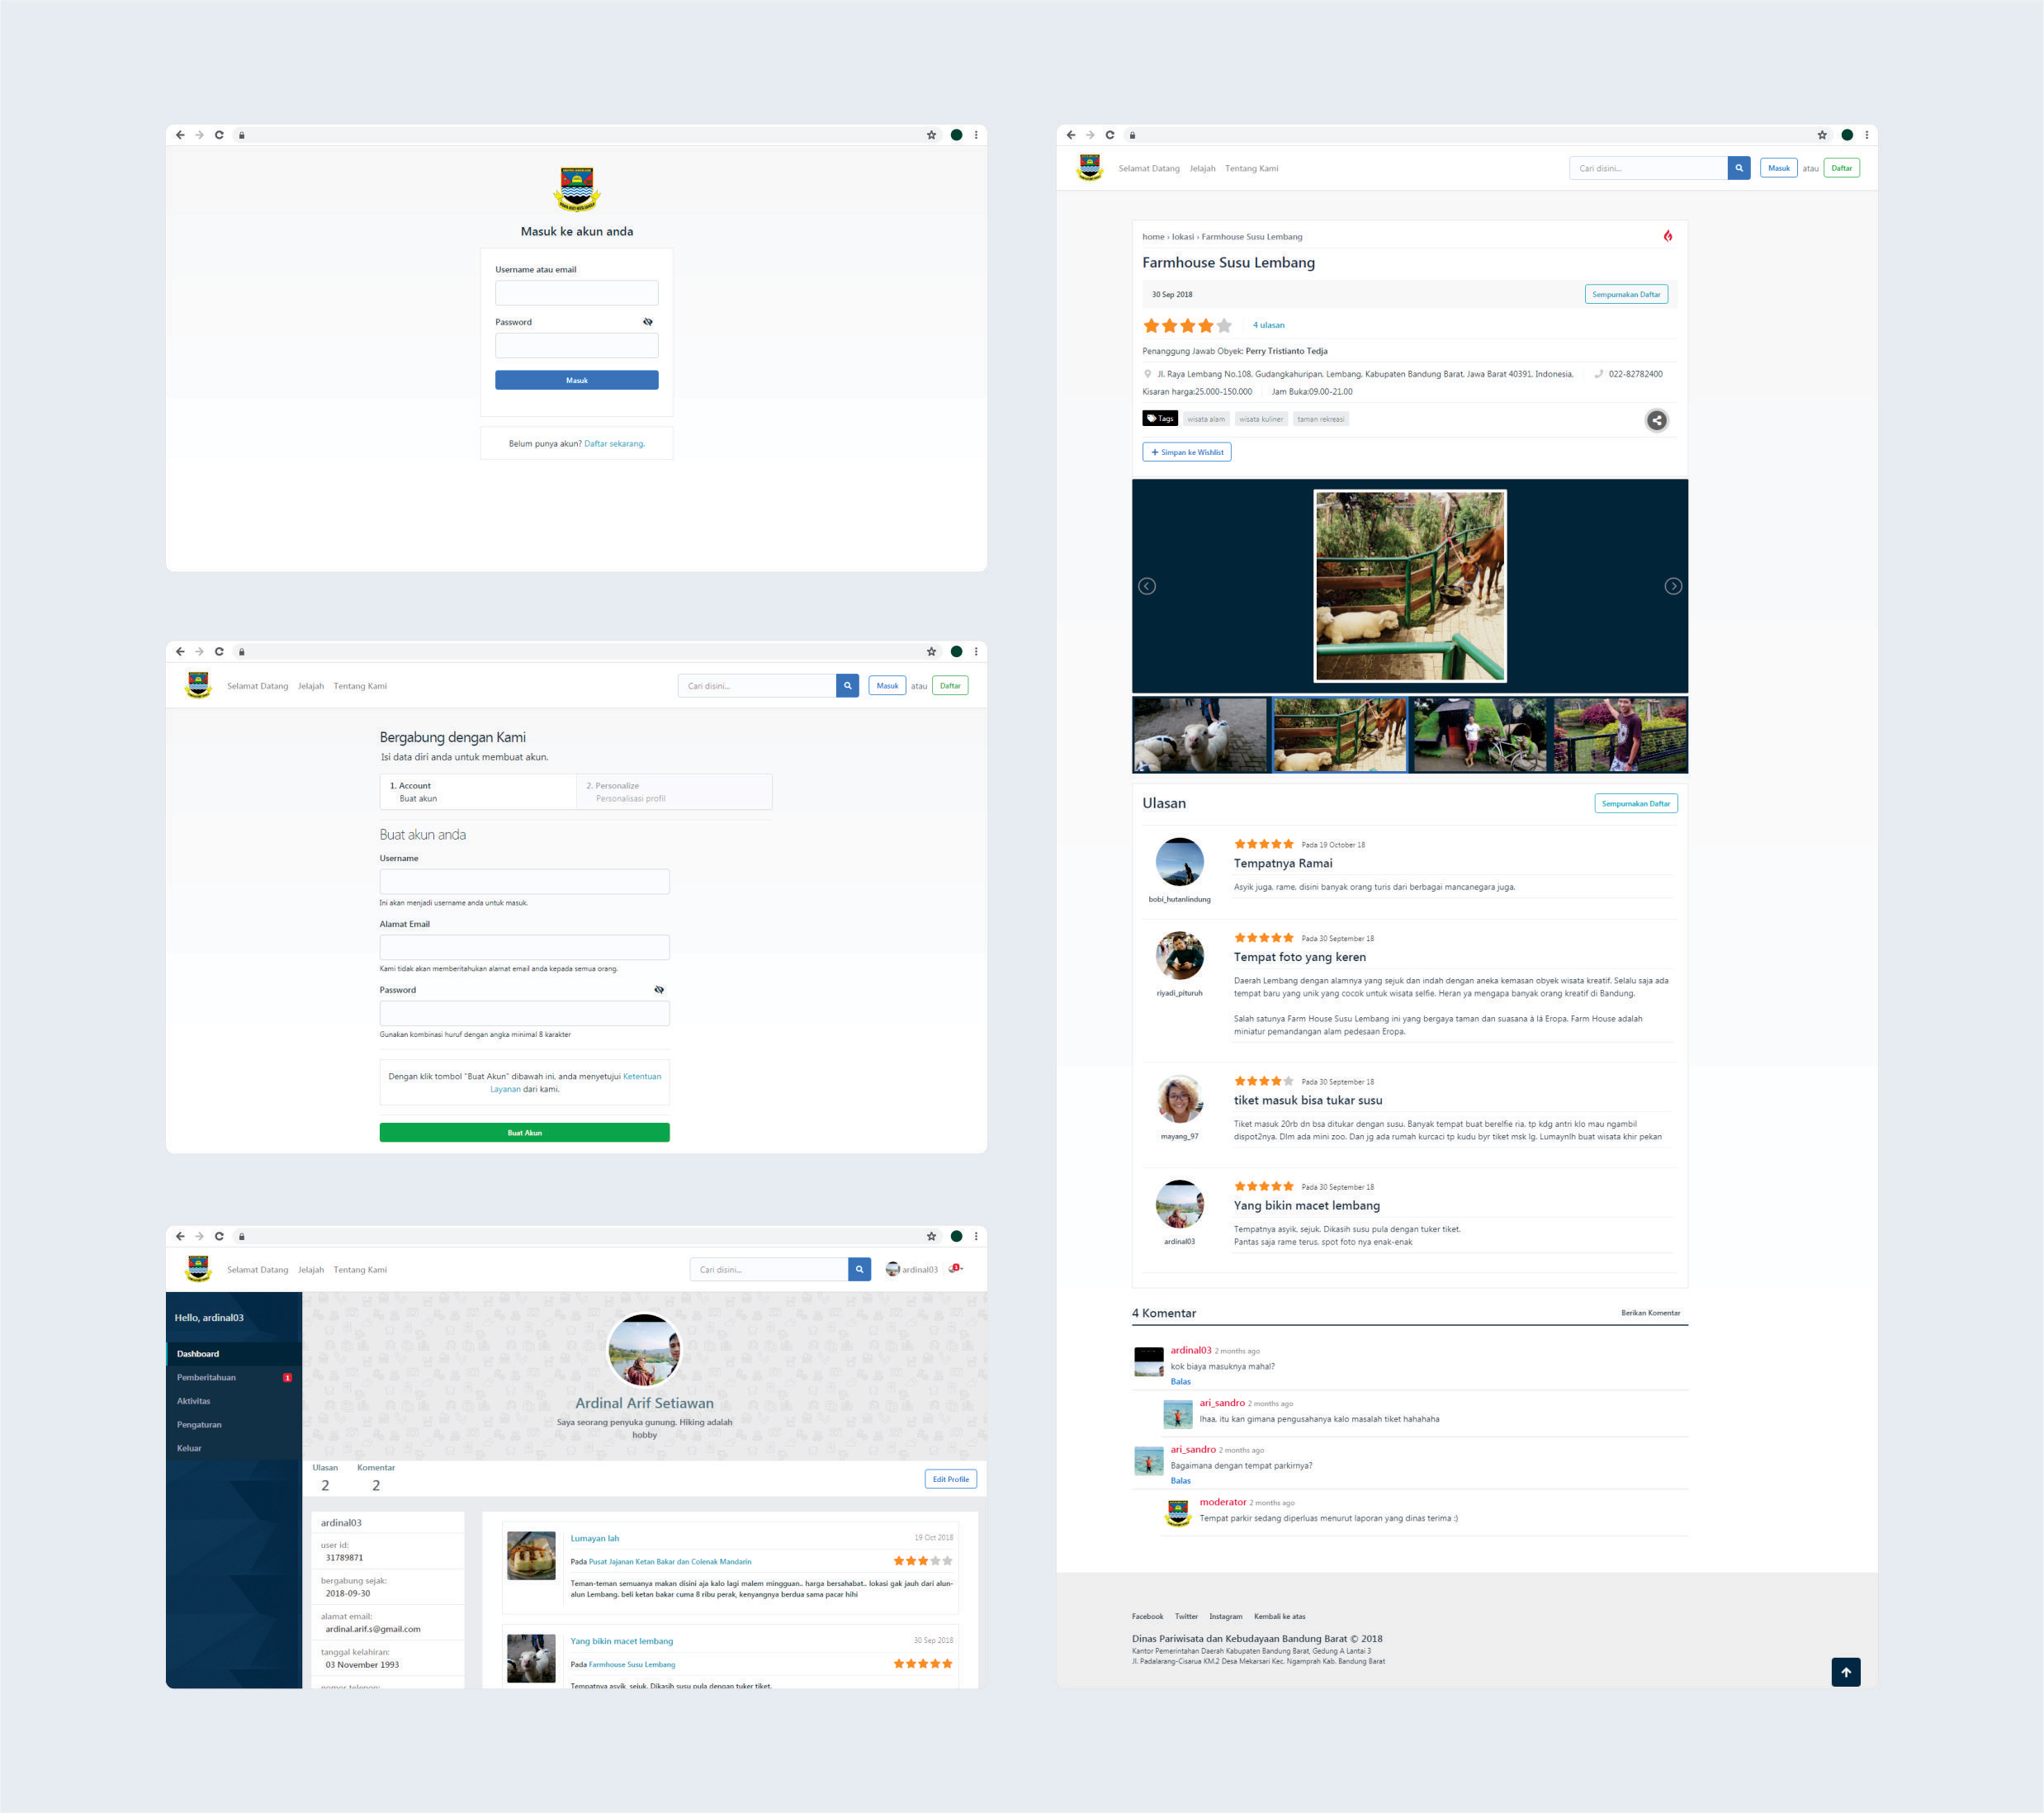 Masuk ke akun anda
Username atau email
Password
Masuk
Belum punya akun? Daftar sekarang.
Selamat Datang Jelajah Tentang Kami
Cari disini...
Masuk atau Daftar
Bergabung dengan Kami
Isi data diri anda untuk membuat akun.
1. Account
Buat akun
2. Personalize
Personalisasi profil
Buat akun anda
Username
Ini akan menjadi username anda untuk masuk.
Alamat Email
Kami tidak akan memberitahukan alamat email anda kepada semua orang.
Password
Gunakan kombinasi huruf dengan angka minimal 8 karakter
Dengan klik tombol "Buat Akun" dibawah ini, anda menyetujui Ketentuan
Layanan dari kami.
Buat Akun
Selamat Datang Jelajah Tentang Kami
Cari disini...
ardinal03
1
Hello, ardinal03
Dashboard
Pemberitahuan 1
Aktivitas
Pengaturan
Keluar
Ardinal Arif Setiawan
Saya seorang penyuka gunung. Hiking adalah
hobby
Ulasan Komentar
2 2
Edit Profile
ardinal03
user id:
31789871
bergabung sejak:
2018-09-30
alamat email:
ardinal.arif.s@gmail.com
tanggal kelahiran:
03 November 1993
nomor telepon:
Lumayan lah 19 Oct 2018
Pada Pusat Jajanan Ketan Bakar dan Colenak Mandarin
Teman-teman semuanya makan disini aja kalo lagi malem mingguan.. harga bersahabat.. lokasi gak jauh dari alun-
alun Lembang. beli ketan bakar cuma 8 ribu perak, kenyangnya berdua sama pacar hihi
Yang bikin macet lembang 30 Sep 2018
Pada Farmhouse Susu Lembang
Tempatnya asyik, sejuk. Dikasih susu pula dengan tuker tiket.
Selamat Datang Jelajah Tentang Kami
Cari disini...
Masuk atau Daftar
home › lokasi › Farmhouse Susu Lembang
Farmhouse Susu Lembang
30 Sep 2018
Sempurnakan Daftar
4 ulasan
Penanggung Jawab Obyek: Perry Tristianto Tedja
Jl. Raya Lembang No.108, Gudangkahuripan, Lembang, Kabupaten Bandung Barat, Jawa Barat 40391, Indonesia. 022-82782400
Kisaran harga:25.000-150.000 Jam Buka:09.00-21.00
Tags wisata alam wisata kuliner taman rekreasi
+ Simpan ke Wishlist
Ulasan
Sempurnakan Daftar
Pada 19 October 18
Tempatnya Ramai
Asyik juga, rame, disini banyak orang turis dari berbagai mancanegara juga.
bobi_hutanlindung
Pada 30 September 18
Tempat foto yang keren
Daerah Lembang dengan alamnya yang sejuk dan indah dengan aneka kemasan obyek wisata kreatif. Selalu saja ada
tempat baru yang unik yang cocok untuk wisata selfie. Heran ya mengapa banyak orang kreatif di Bandung.
riyadi_pituruh
Salah satunya Farm House Susu Lembang ini yang bergaya taman dan suasana à lá Eropa. Farm House adalah
miniatur pemandangan alam pedesaan Eropa.
Pada 30 September 18
tiket masuk bisa tukar susu
Tiket masuk 20rb dn bsa ditukar dengan susu. Banyak tempat buat berelfie ria. tp kdg antri klo mau ngambil
dispot2nya. Dlm ada mini zoo. Dan jg ada rumah kurcaci tp kudu byr tiket msk lg. Lumaynlh buat wisata khir pekan
mayang_97
Pada 30 September 18
Yang bikin macet lembang
Tempatnya asyik, sejuk. Dikasih susu pula dengan tuker tiket.
Pantas saja rame terus, spot foto nya enak-enak
ardinal03
4 Komentar
Berikan Komentar
ardinal03 2 months ago
kok biaya masuknya mahal?
Balas
ari_sandro 2 months ago
lhaa, itu kan gimana pengusahanya kalo masalah tiket hahahaha
ari_sandro 2 months ago
Bagaimana dengan tempat parkirnya?
Balas
moderator 2 months ago
Tempat parkir sedang diperluas menurut laporan yang dinas terima :)
Facebook Twitter Instagram Kembali ke atas
Dinas Pariwisata dan Kebudayaan Bandung Barat © 2018
Kantor Pemerintahan Daerah Kabupaten Bandung Barat, Gedung A Lantai 3
Jl. Padalarang-Cisarua KM.2 Desa Mekarsari Kec. Ngamprah Kab. Bandung Barat